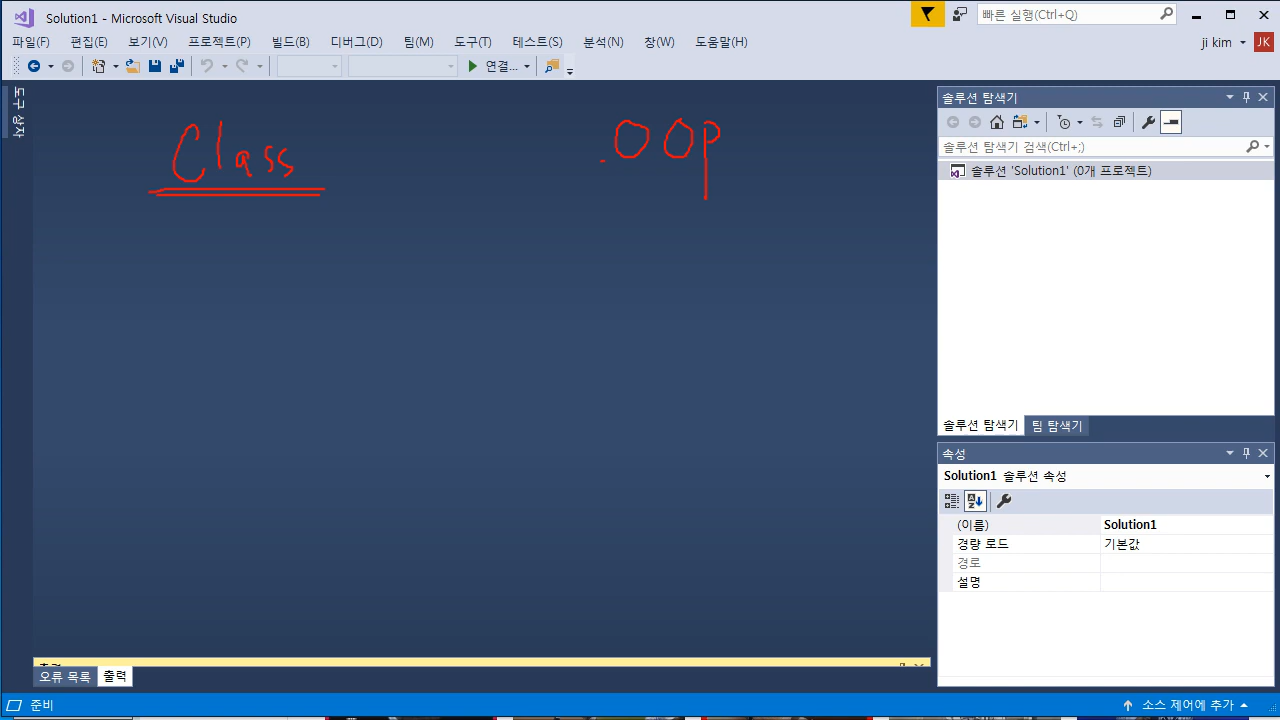 Solution1 - Microsoft Visual Studio
빠른 실행(Ctrl+Q)
파일(F) 편집(E) 보기(V) 프로젝트(P) 빌드(B) 디버그(D) 팀(M) 도구(T) 테스트(S) 분석(N) 창(W) 도움말(H)
ji kim JK
연결...
도구 상자
Class
.OOP
솔루션 탐색기
솔루션 탐색기 검색(Ctrl+;)
솔루션 'Solution1' (0개 프로젝트)
솔루션 탐색기 팀 탐색기
속성
Solution1 솔루션 속성
(이름) Solution1
경량 로드 기본값
경로
설명
출력
오류 목록 출력
준비
소스 제어에 추가